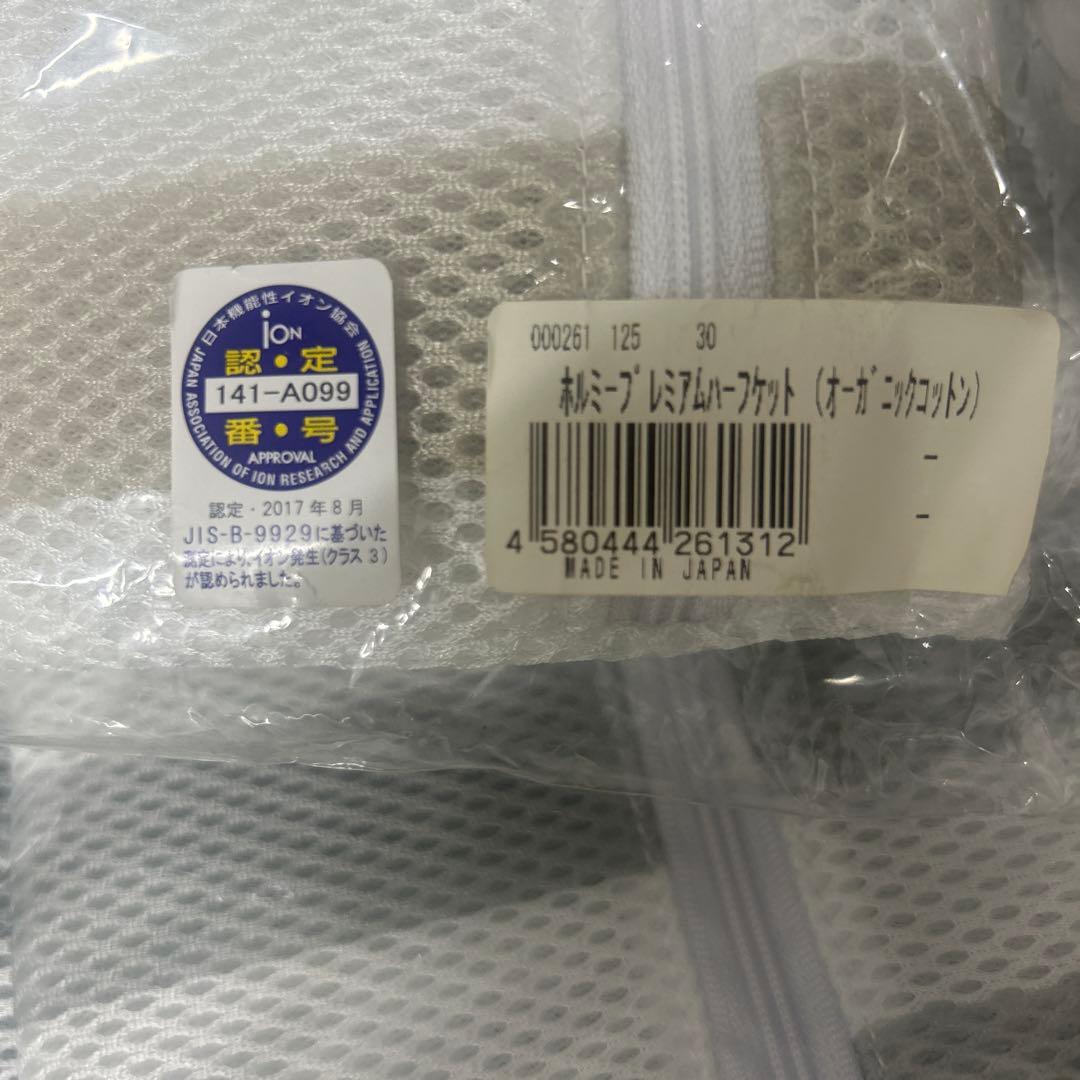 日本機能性イオン協会
iON
認・定
141-A099
番・号
APPROVAL
JAPAN ASSOCIATION OF ION RESEARCH AND APPLICATION
認定・2017年8月
JIS-B-9929に基づいた
測定により、イオン発生(クラス3)
が認められました。
000261 125 30
ホルミープレミアムハーフケット (オーガニックコットン)
-
-
4 580444 261312
MADE IN JAPAN